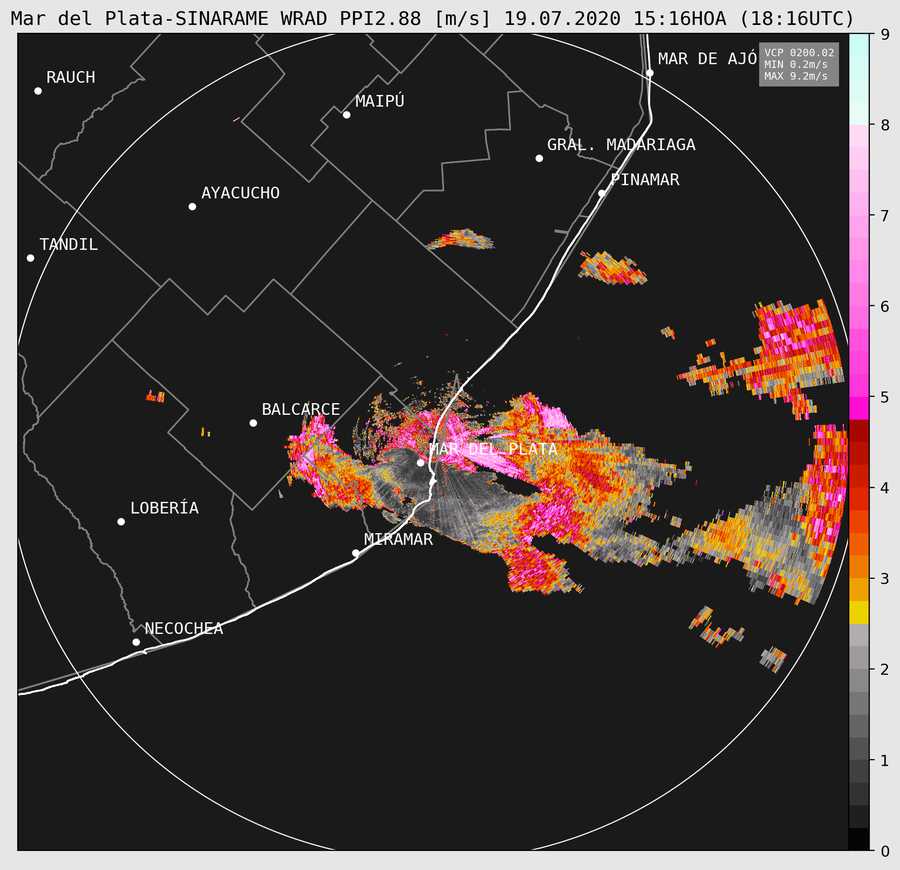 Mar del Plata-SINARAME WRAD PPI2.88 [m/s] 19.07.2020 15:16HOA (18:16UTC)
VCP 0200.02
MIN 0.2m/s
MAX 9.2m/s
MAR DE AJÓ
RAUCH
MAIPÚ
GRAL. MADARIAGA
PINAMAR
AYACUCHO
TANDIL
BALCARCE
MAR DEL PLATA
LOBERÍA
MIRAMAR
NECOCHEA
9
8
7
6
5
4
3
2
1
0